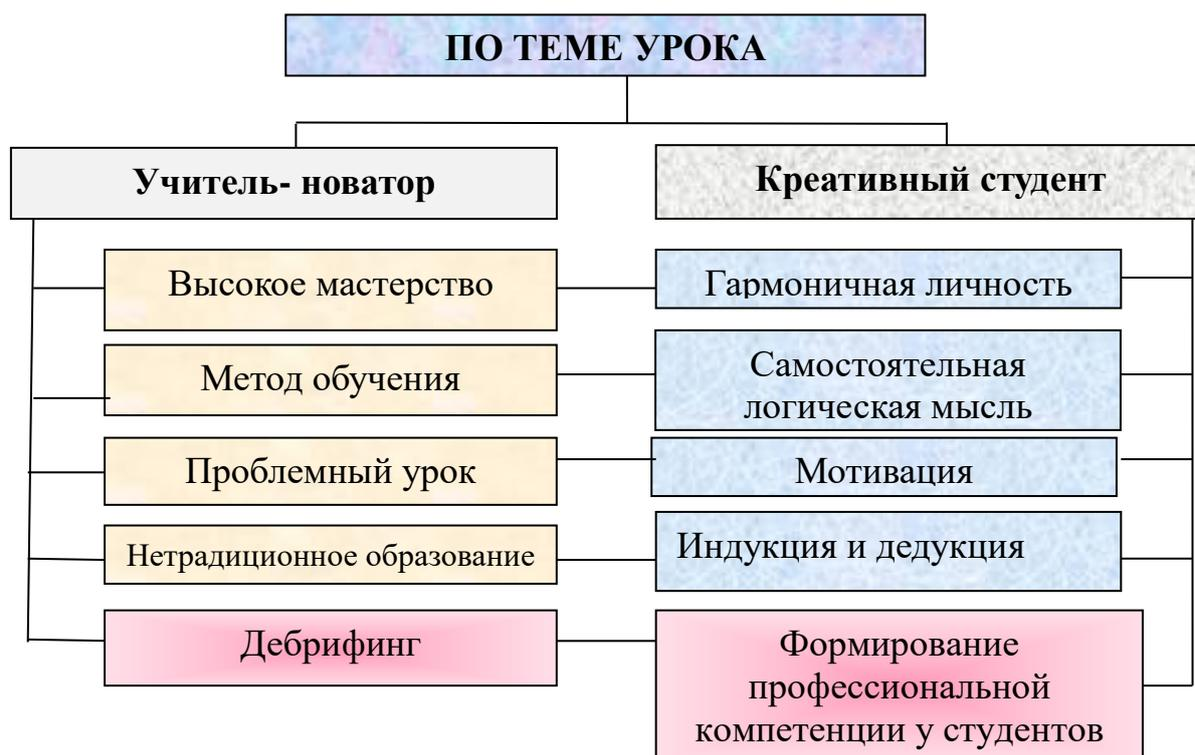 ПО ТЕМЕ УРОКА
Учитель- новатор
Креативный студент
Высокое мастерство
Гармоничная личность
Метод обучения
Самостоятельная
логическая мысль
Проблемный урок
Мотивация
Нетрадиционное образование
Индукция и дедукция
Дебрифинг
Формирование
профессиональной
компетенции у студентов